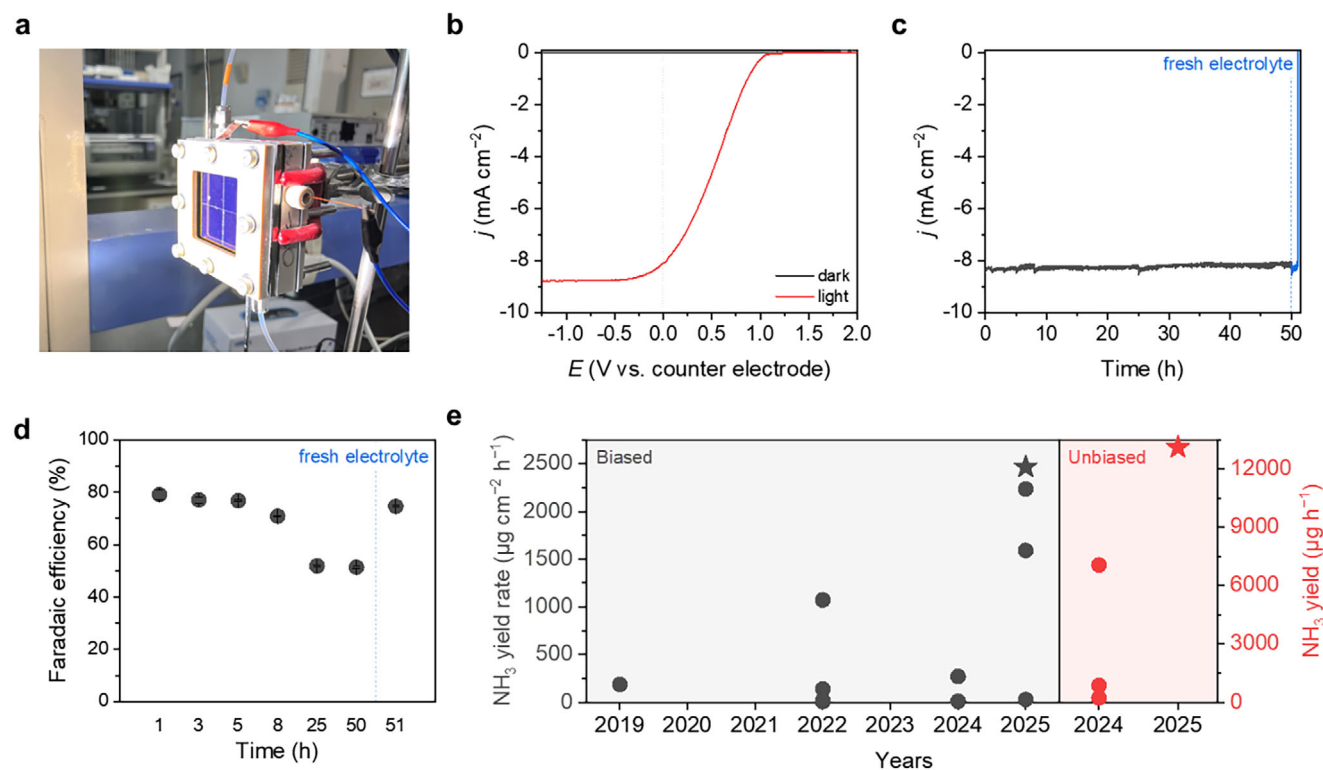 a
b
0
-2
-4
-6
-8
-10
j (mA cm⁻²)
dark
light
-1.0
-0.5
0.0
0.5
1.0
1.5
2.0
E (V vs. counter electrode)
c
0
-2
-4
-6
-8
-10
j (mA cm⁻²)
fresh electrolyte
0
10
20
30
40
50
Time (h)
d
100
80
60
40
20
0
Faradaic efficiency (%)
fresh electrolyte
1
3
5
8
25
50
51
Time (h)
e
2500
2000
1500
1000
500
0
NH₃ yield rate (µg cm⁻² h⁻¹)
Biased
Unbiased
12000
9000
6000
3000
0
NH₃ yield (µg h⁻¹)
2019
2020
2021
2022
2023
2024
2025
2024
2025
Years